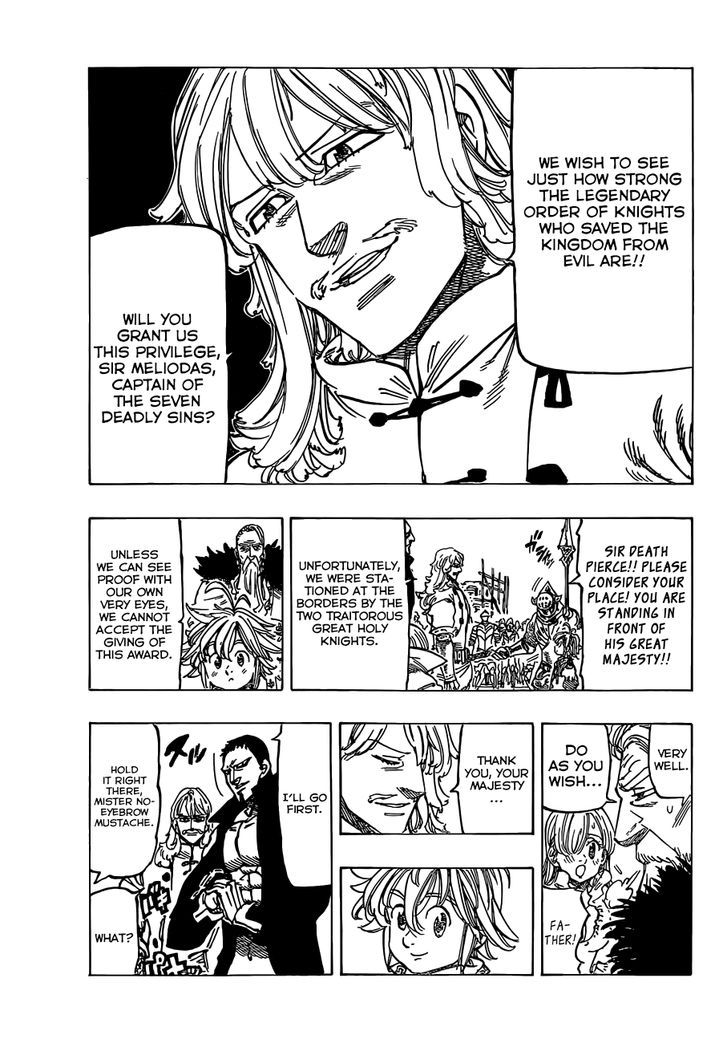 WE WISH TO SEE
JUST HOW STRONG
THE LEGENDARY
ORDER OF KNIGHTS
WHO SAVED THE
KINGDOM FROM
EVIL ARE!!
WILL YOU
GRANT US
THIS PRIVILEGE,
SIR MELIODAS,
CAPTAIN OF
THE SEVEN
DEADLY SINS?
SIR DEATH
PIERCE!! PLEASE
CONSIDER YOUR
PLACE! YOU ARE
STANDING IN
FRONT OF
HIS GREAT
MAJESTY!!
UNFORTUNATELY,
WE WERE STA-
TIONED AT THE
BORDERS BY THE
TWO TRAITOROUS
GREAT HOLY
KNIGHTS.
UNLESS
WE CAN SEE
PROOF WITH
OUR OWN
VERY EYES,
WE CANNOT
ACCEPT THE
GIVING OF
THIS AWARD.
VERY
WELL.
DO
AS YOU
WISH...
FA-
THER!
THANK
YOU, YOUR
MAJESTY
...
I'LL GO
FIRST.
HOLD
IT RIGHT
THERE,
MISTER NO-
EYEBROW
MUSTACHE.
WHAT?